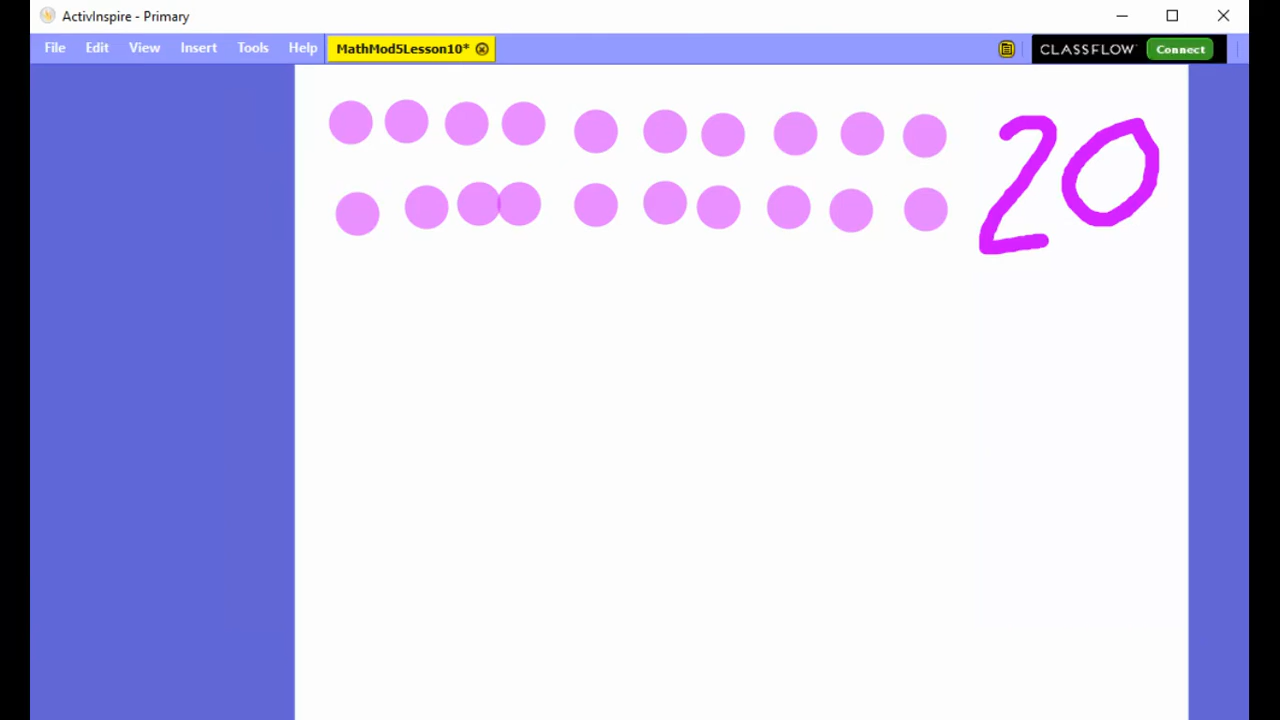 ActivInspire - Primary
File Edit View Insert Tools Help MathMod5Lesson10* CLASSFLOW Connect
20